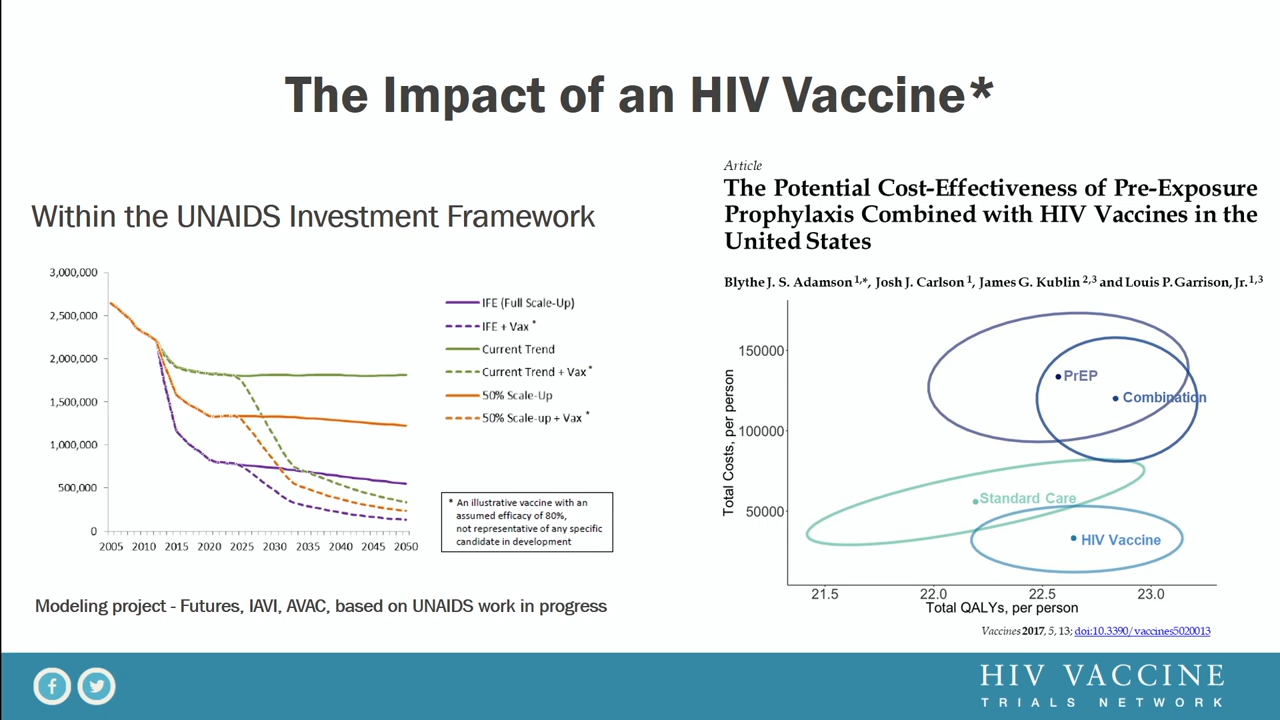 The Impact of an HIV Vaccine*
Within the UNAIDS Investment Framework
3,000,000
2,500,000
2,000,000
1,500,000
1,000,000
500,000
0
2005 2010 2015 2020 2025 2030 2035 2040 2045 2050
IFE (Full Scale-Up)
IFE + Vax *
Current Trend
Current Trend + Vax *
50% Scale-Up
50% Scale-up + Vax *
* An illustrative vaccine with an
assumed efficacy of 80%,
not representative of any specific
candidate in development
Modeling project - Futures, IAVI, AVAC, based on UNAIDS work in progress
Article
The Potential Cost-Effectiveness of Pre-Exposure
Prophylaxis Combined with HIV Vaccines in the
United States
Blythe J. S. Adamson 1,*, Josh J. Carlson 1, James G. Kublin 2,3 and Louis P. Garrison, Jr. 1,3
Total Costs, per person
150000
100000
50000
PrEP
Combination
Standard Care
HIV Vaccine
21.5 22.0 22.5 23.0
Total QALYs, per person
Vaccines 2017, 5, 13; doi:10.3390/vaccines5020013
HIV VACCINE
TRIALS NETWORK